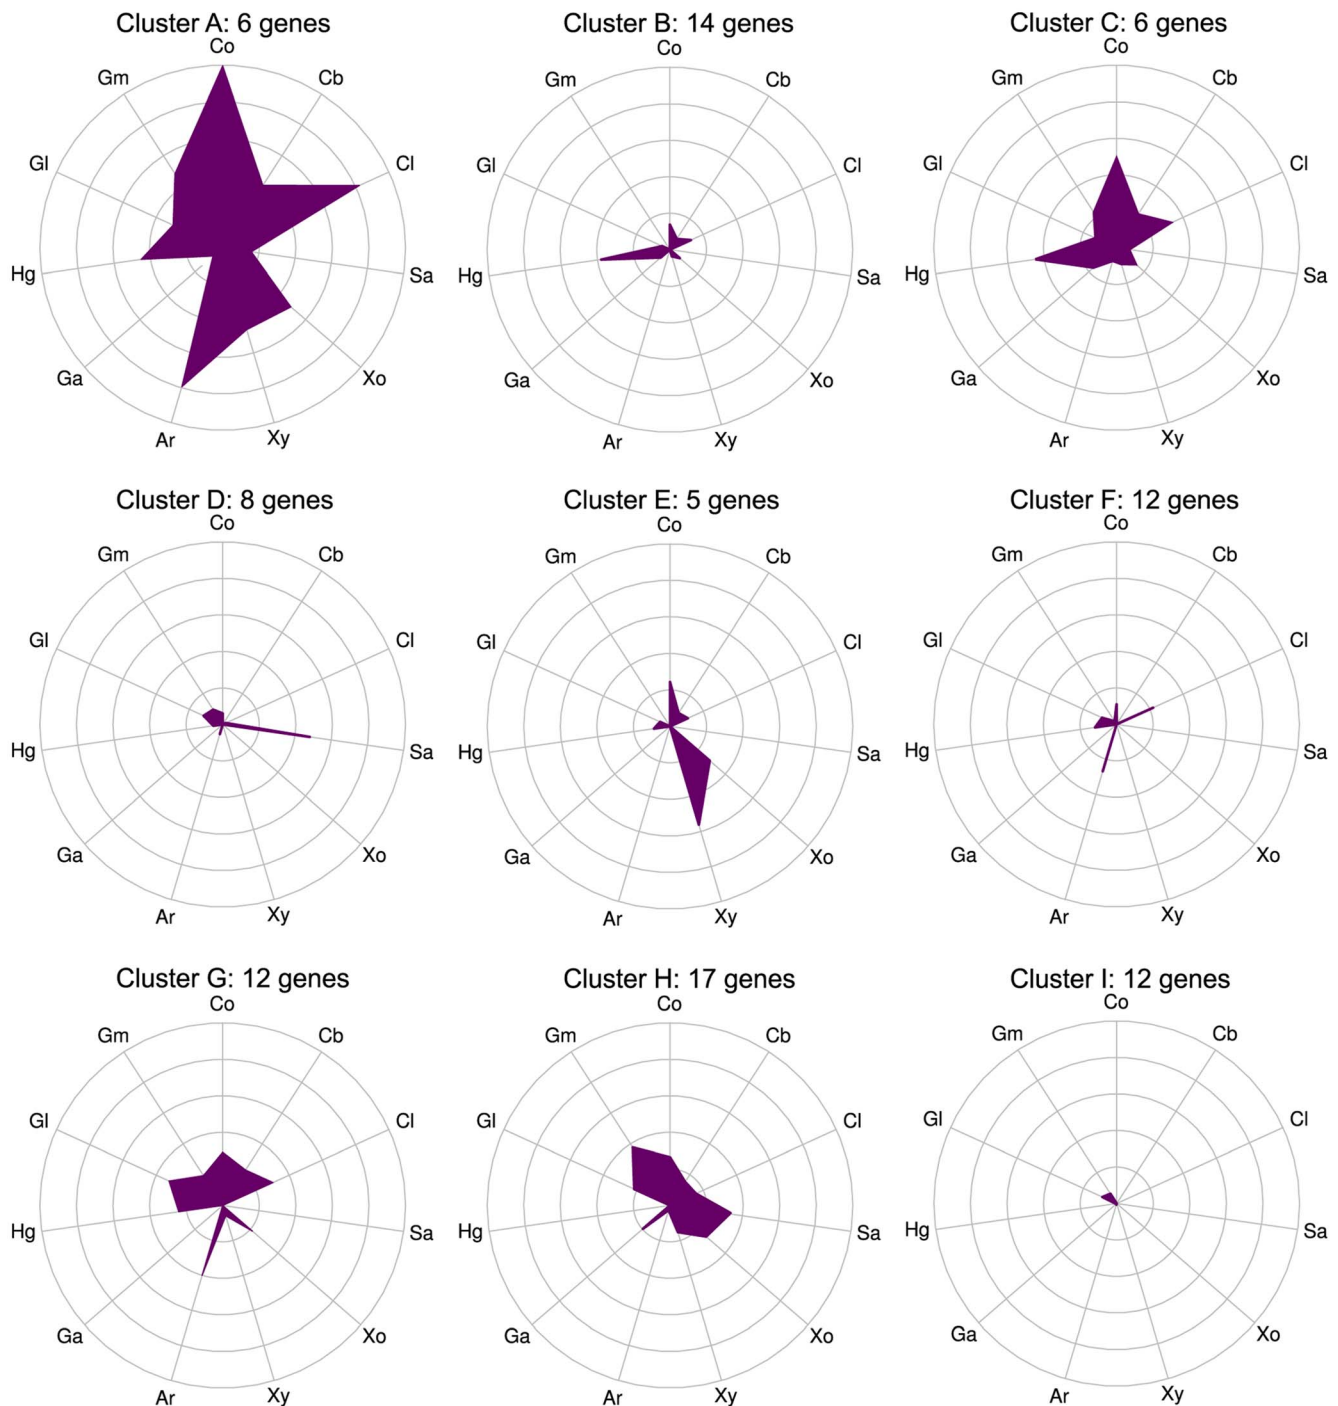 Cluster A: 6 genes
Co
Gm
Cb
Gl
Cl
Hg
Sa
Ga
Xo
Ar
Xy
Cluster B: 14 genes
Co
Gm
Cb
Gl
Cl
Hg
Sa
Ga
Xo
Ar
Xy
Cluster C: 6 genes
Co
Gm
Cb
Gl
Cl
Hg
Sa
Ga
Xo
Ar
Xy
Cluster D: 8 genes
Co
Gm
Cb
Gl
Cl
Hg
Sa
Ga
Xo
Ar
Xy
Cluster E: 5 genes
Co
Gm
Cb
Gl
Cl
Hg
Sa
Ga
Xo
Ar
Xy
Cluster F: 12 genes
Co
Gm
Cb
Gl
Cl
Hg
Sa
Ga
Xo
Ar
Xy
Cluster G: 12 genes
Co
Gm
Cb
Gl
Cl
Hg
Sa
Ga
Xo
Ar
Xy
Cluster H: 17 genes
Co
Gm
Cb
Gl
Cl
Hg
Sa
Ga
Xo
Ar
Xy
Cluster I: 12 genes
Co
Gm
Cb
Gl
Cl
Hg
Sa
Ga
Xo
Ar
Xy